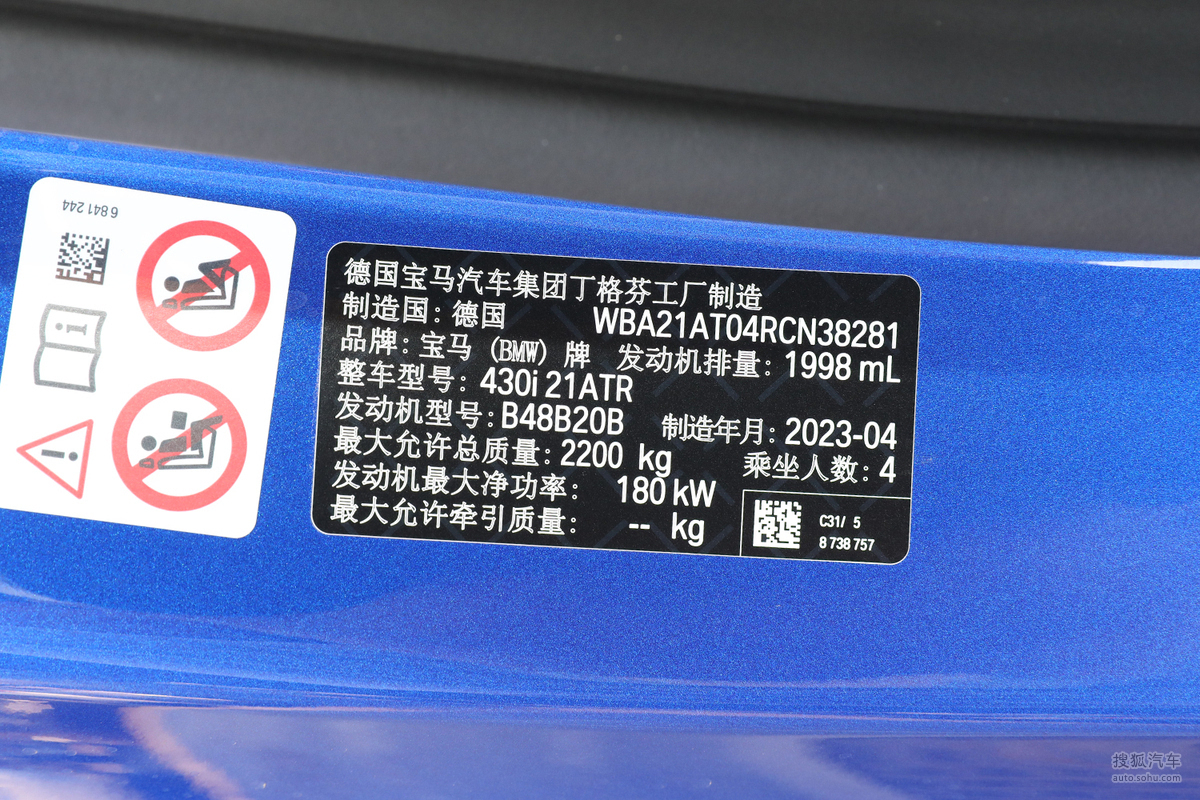 6 841 244
德国宝马汽车集团丁格芬工厂制造
制造国：德国 WBA21AT04RCN38281
品牌：宝马（BMW）牌 发动机排量：1998 mL
整车型号：430i 21ATR
发动机型号：B48B20B 制造年月：2023-04
最大允许总质量：2200 kg 乘坐人数：4
发动机最大净功率： 180 kW
最大允许牵引质量： -- kg
C31/ 5
8 738 757
搜狐汽车
auto.sohu.com